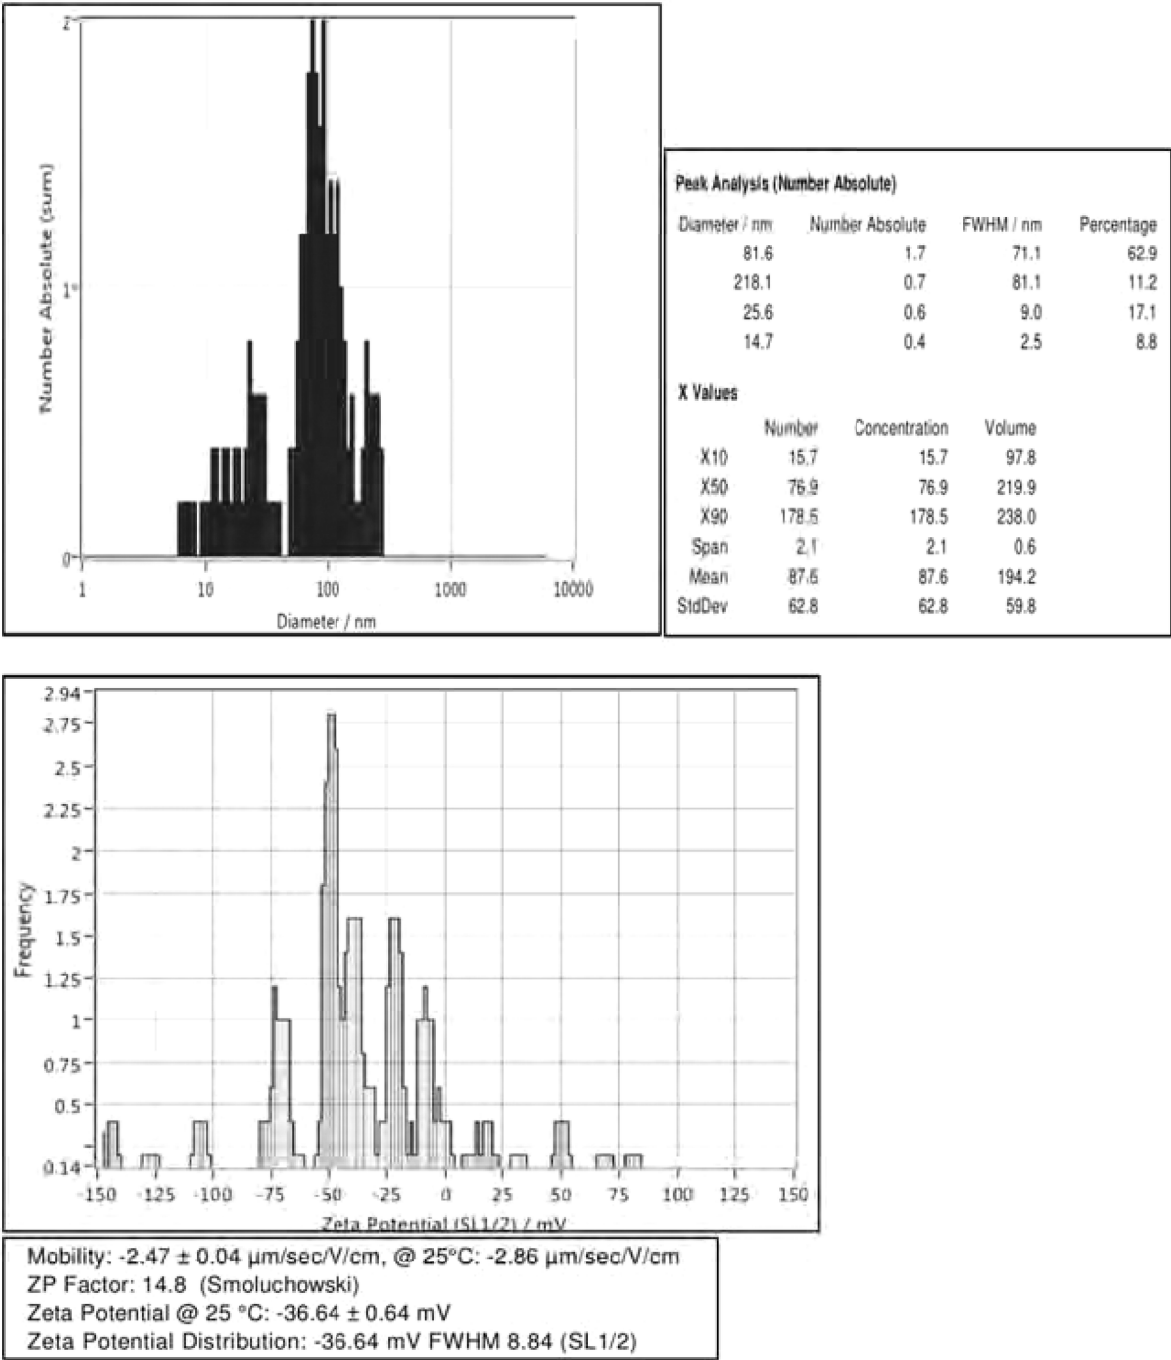 2
1
0
Number Absolute (sum)
1 10 100 1000 10000
Diameter / nm
Peak Analysis (Number Absolute)
Diameter / nm Number Absolute FWHM / nm Percentage
81.6 1.7 71.1 62.9
218.1 0.7 81.1 11.2
25.6 0.6 9.0 17.1
14.7 0.4 2.5 8.8
X Values
Number Concentration Volume
X10 15.7 15.7 97.8
X50 76.9 76.9 219.9
X90 178.5 178.5 238.0
Span 2.1 2.1 0.6
Mean 87.6 87.6 194.2
StdDev 62.8 62.8 59.8
2.94
2.75
2.5
2.25
2
1.75
1.5
1.25
1
0.75
0.5
0.14
Frequency
-150 -125 -100 -75 -50 -25 0 25 50 75 100 125 150
Zeta Potential (SL1/2) / mV
Mobility: -2.47 ± 0.04 µm/sec/V/cm, @ 25°C: -2.86 µm/sec/V/cm
ZP Factor: 14.8 (Smoluchowski)
Zeta Potential @ 25 °C: -36.64 ± 0.64 mV
Zeta Potential Distribution: -36.64 mV FWHM 8.84 (SL1/2)